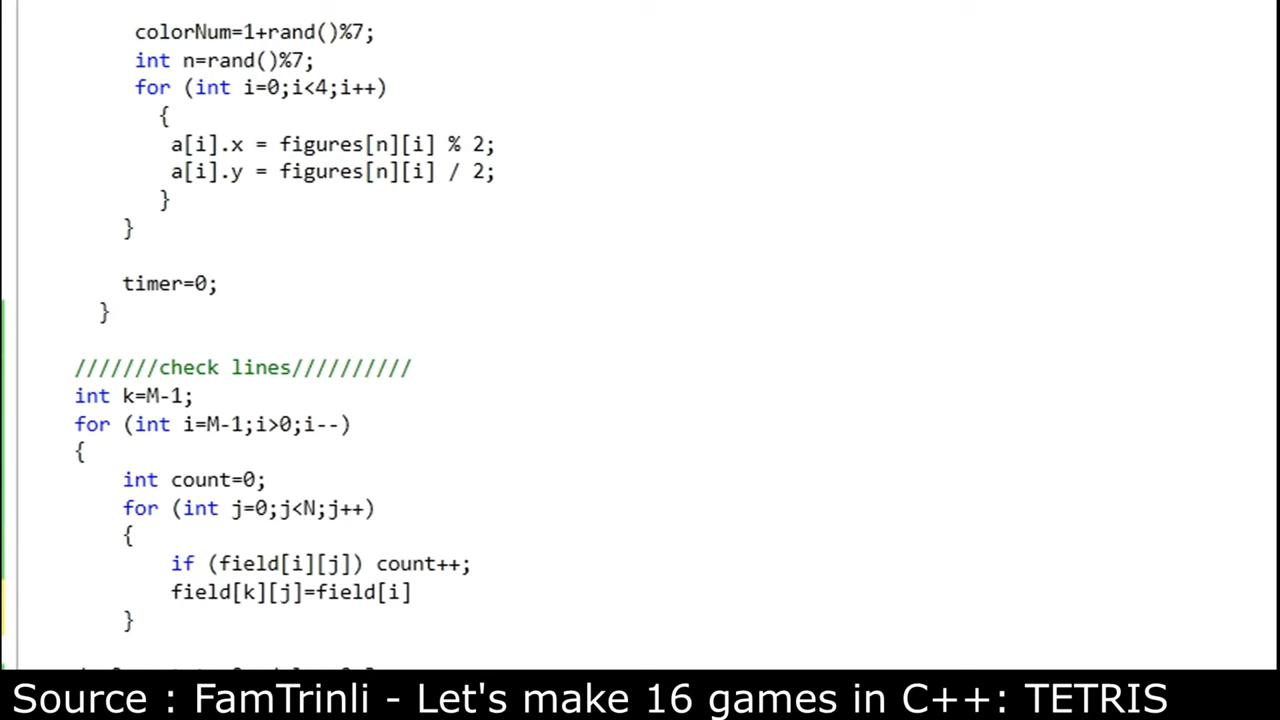 colorNum=1+rand()%7;
int n=rand()%7;
for (int i=0;i<4;i++)
{
a[i].x = figures[n][i] % 2;
a[i].y = figures[n][i] / 2;
}
}
timer=0;
}
///////check lines//////////
int k=M-1;
for (int i=M-1;i>0;i--)
{
int count=0;
for (int j=0;j<N;j++)
{
if (field[i][j]) count++;
field[k][j]=field[i]
}
Source : FamTrinli - Let's make 16 games in C++: TETRIS